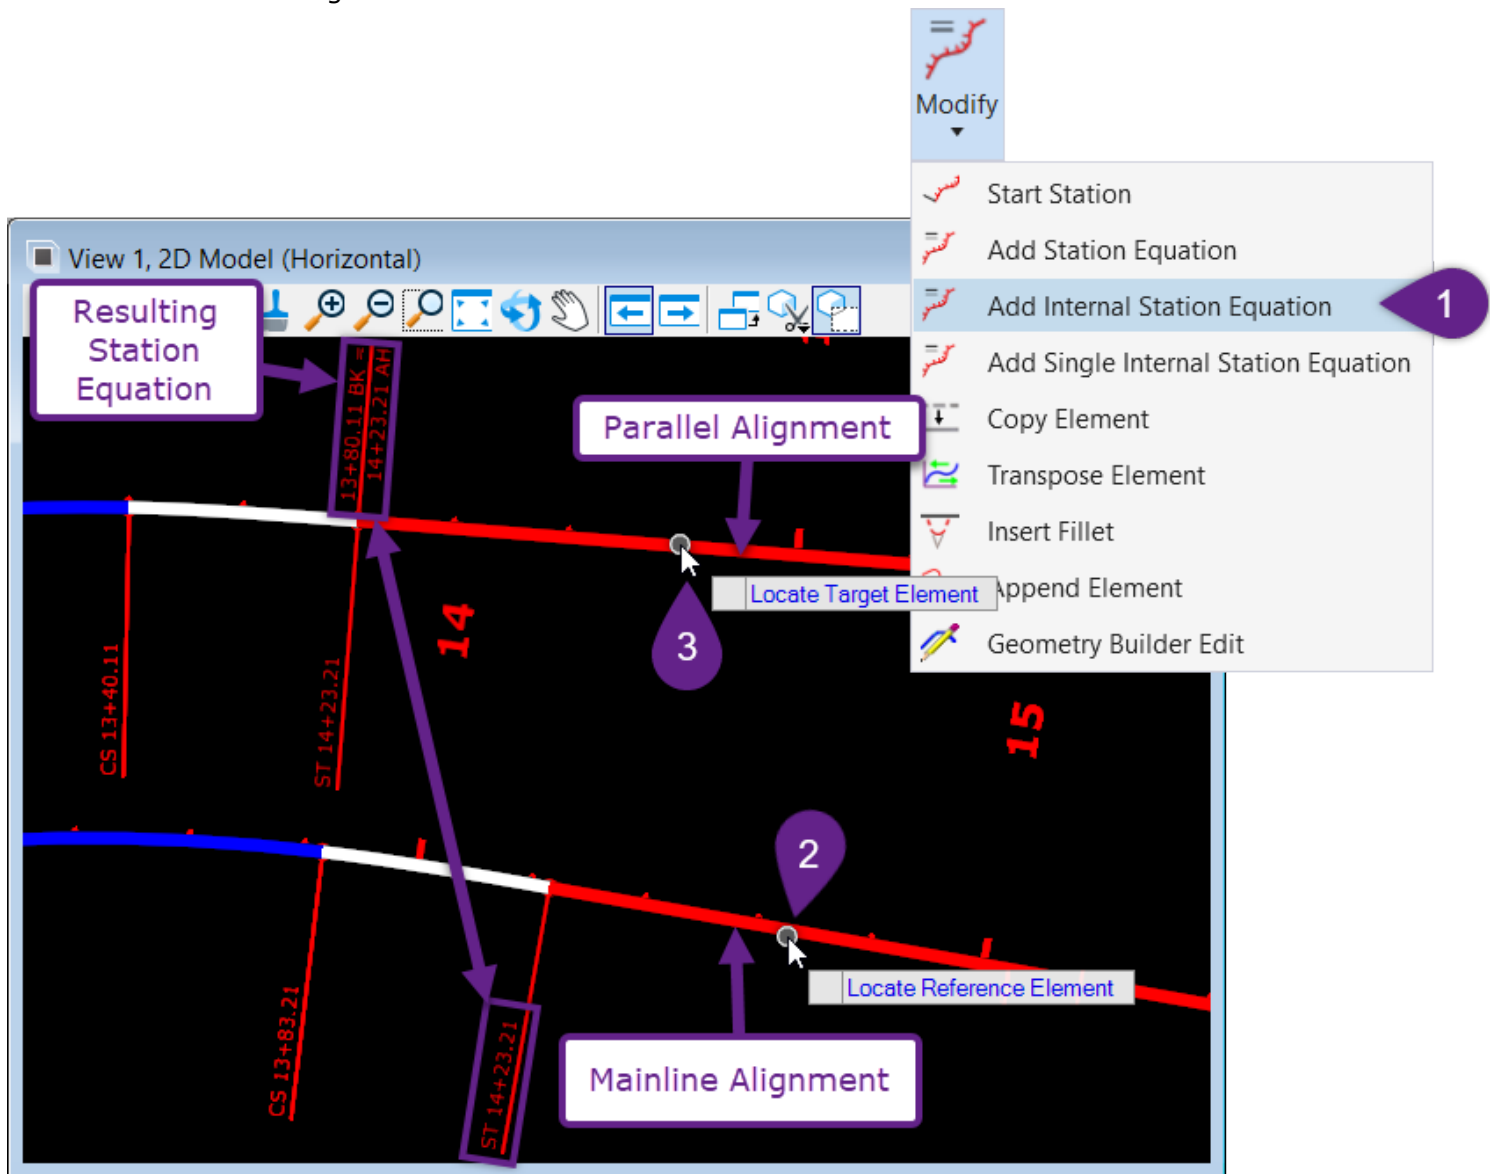 Modify
Start Station
Add Station Equation
Add Internal Station Equation
1
Add Single Internal Station Equation
Copy Element
Transpose Element
Insert Fillet
Append Element
Geometry Builder Edit
View 1, 2D Model (Horizontal)
Resulting
Station
Equation
13+80.11 BK =
14+23.21 AH
Parallel Alignment
Locate Target Element
3
14
CS 13+40.11
ST 14+23.21
15
2
Locate Reference Element
CS 13+83.21
ST 14+23.21
Mainline Alignment